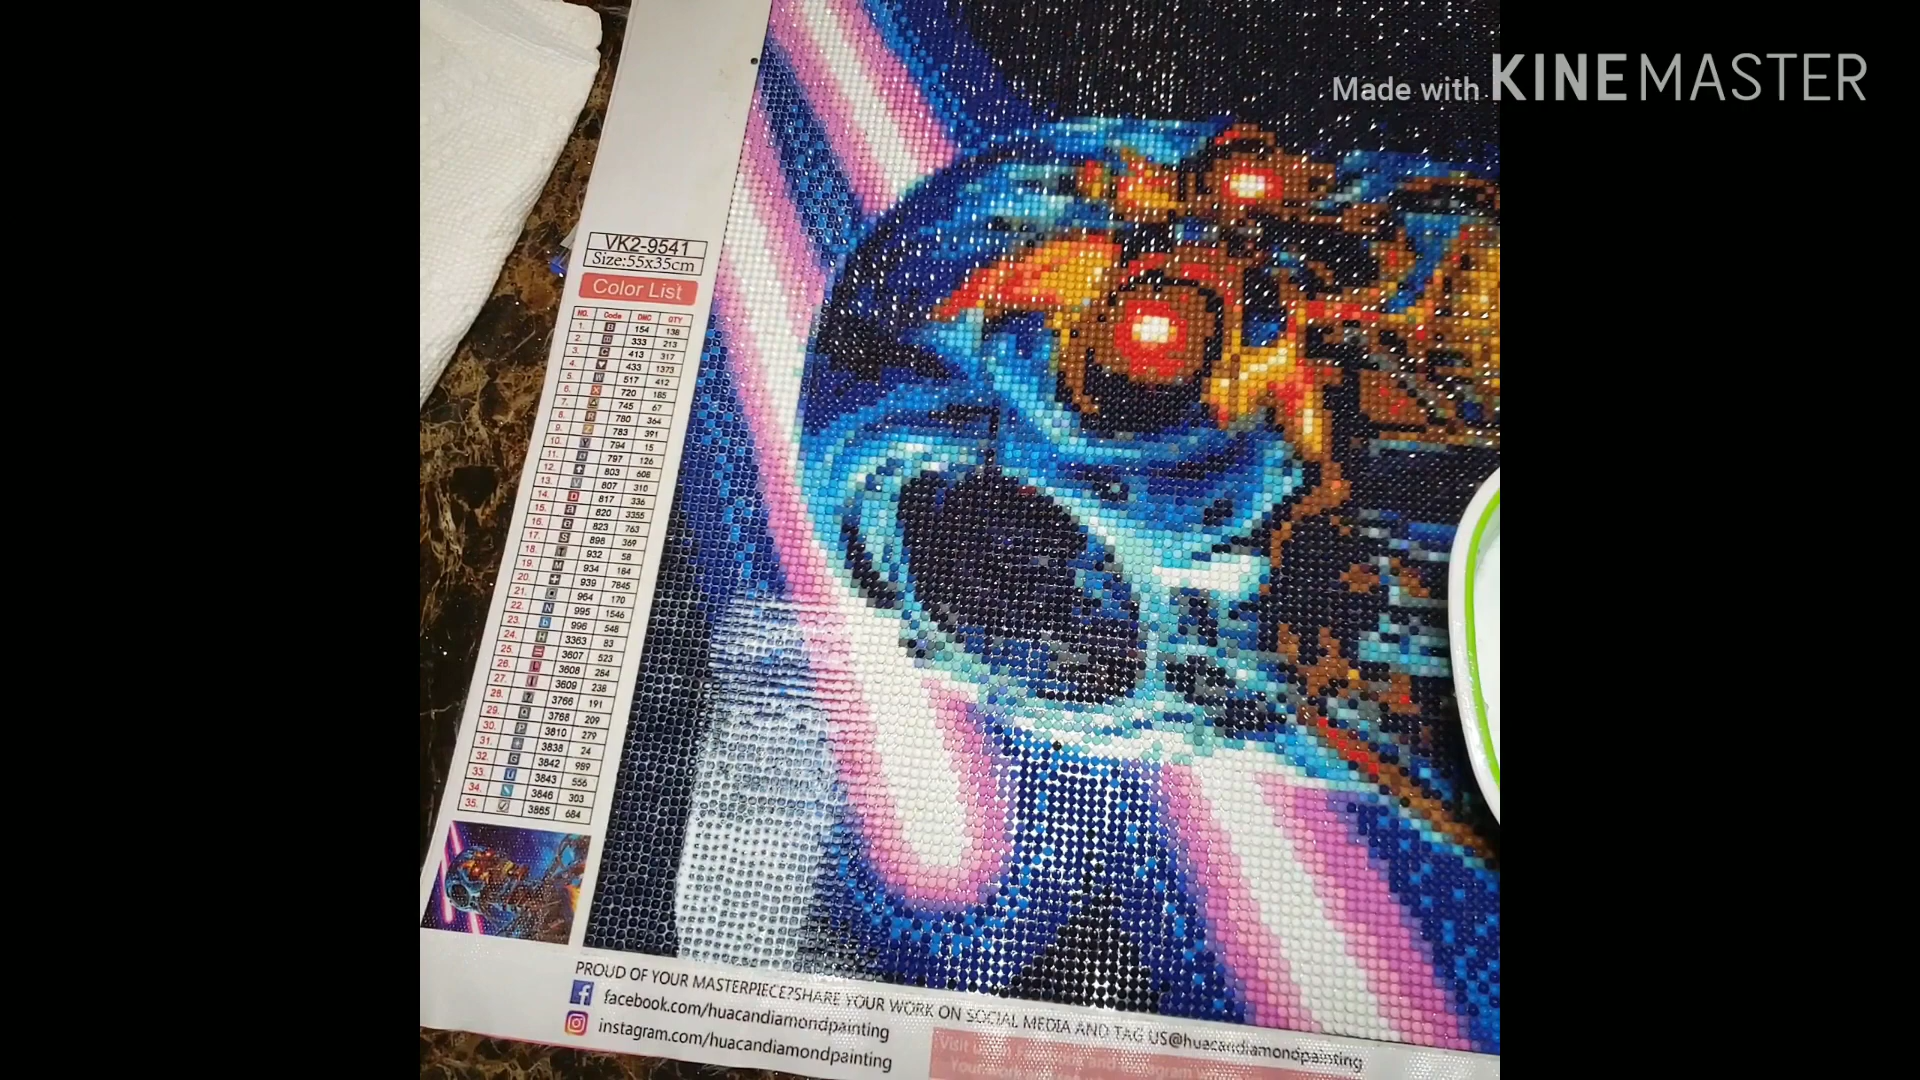 Made with KINEMASTER
VK2-9541
Size:55x35cm
Color List
NO. Code DMC QTY
1. B 154 138
2. m 333 213
3. C 413 317
4. ♥ 433 1373
5. W 517 412
6. X 720 185
7. 745 67
8. R 780 364
9. Z 783 391
10. Y 794 15
11. 797 126
12. 803 608
13. V 807 310
14. D 817 336
15. a 820 3355
16. e 823 763
17. S 898 369
18. T 932 58
19. M 934 184
20. + 939 7845
21. 964 170
22. N 995 1546
23. b 996 548
24. H 3363 83
25. = 3607 523
26. L 3608 284
27. I 3609 238
28. 7 3766 191
29. 3768 209
30. P 3810 279
31. 3838 24
32. G 3842 989
33. U 3843 556
34. 3846 303
35. 3865 684
PROUD OF YOUR MASTERPIECE?SHARE YOUR WORK ON SOCIAL MEDIA AND TAG US@huacandiamondpainting
facebook.com/huacandiamondpainting
instagram.com/huacandiamondpainting